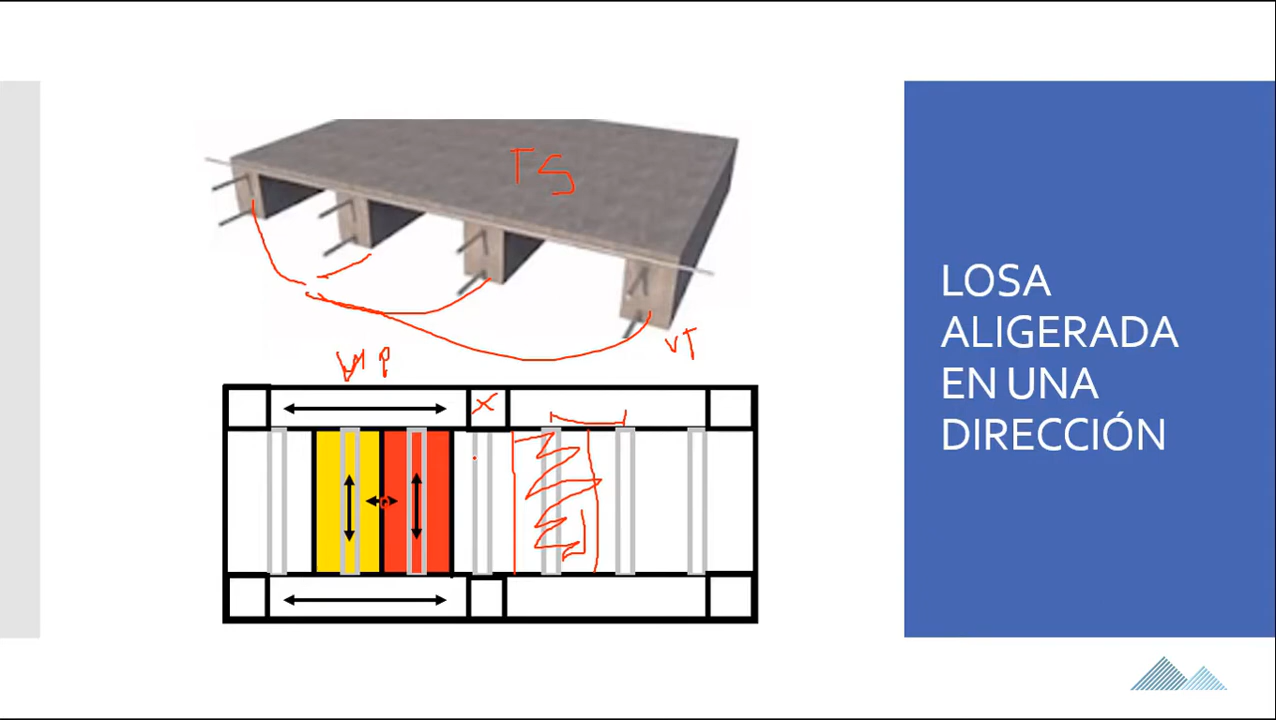 TS
VT
VP
X
LOSA
ALIGERADA
EN UNA
DIRECCIÓN